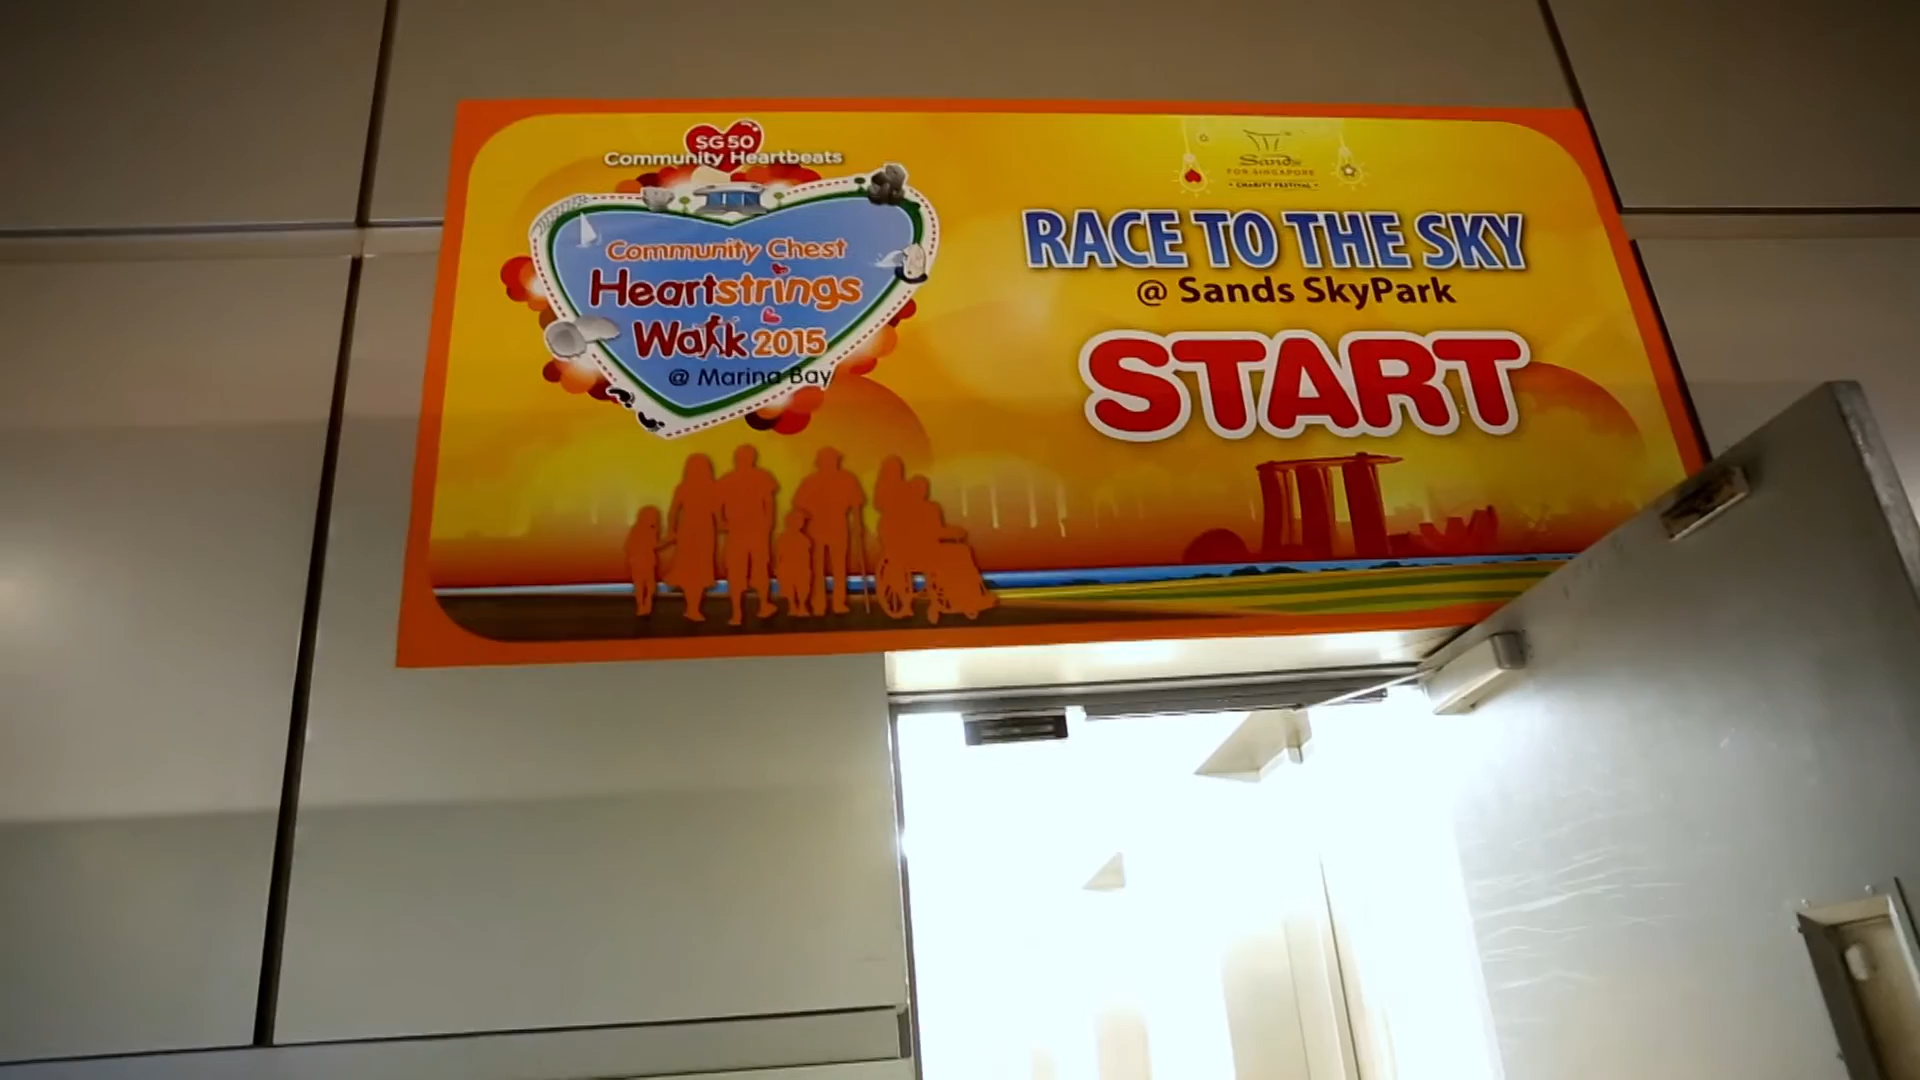 SG50
Community Heartbeats
Community Chest
Heartstrings
Walk 2015
@ Marina Bay
Sands
FOR SINGAPORE
CHARITY FESTIVAL
RACE TO THE SKY
@ Sands SkyPark
START